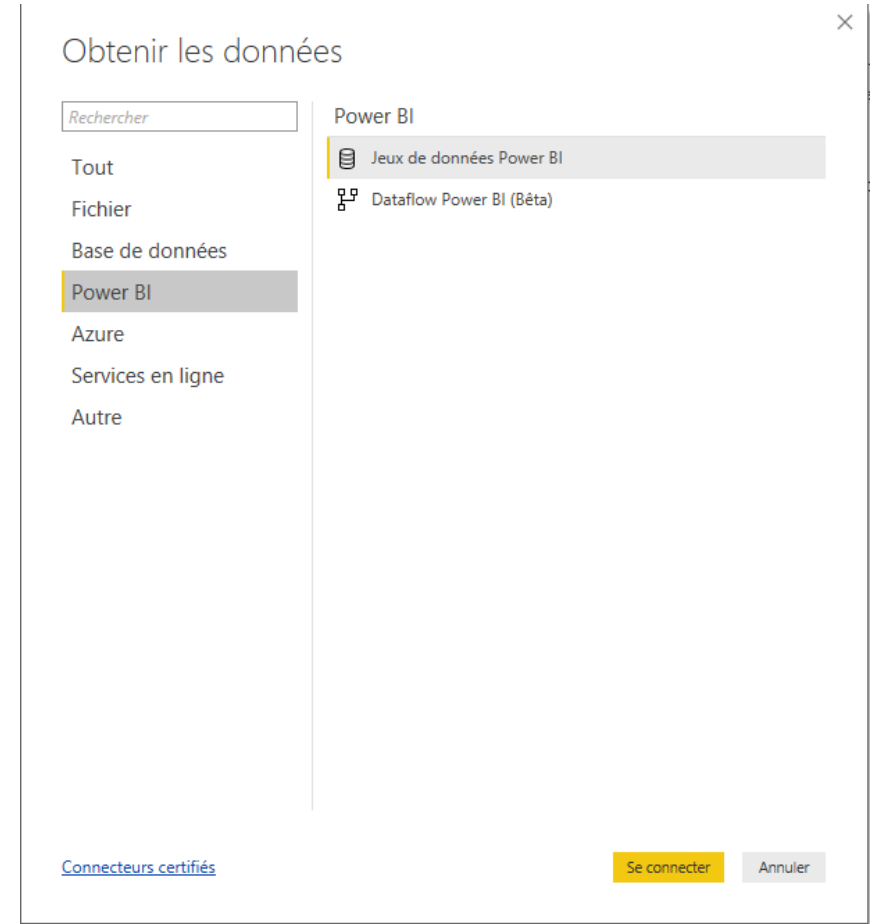 Obtenir les données
Rechercher
Tout
Fichier
Base de données
Power BI
Azure
Services en ligne
Autre
Power BI
Jeux de données Power BI
Dataflow Power BI (Bêta)
Connecteurs certifiés
Se connecter
Annuler